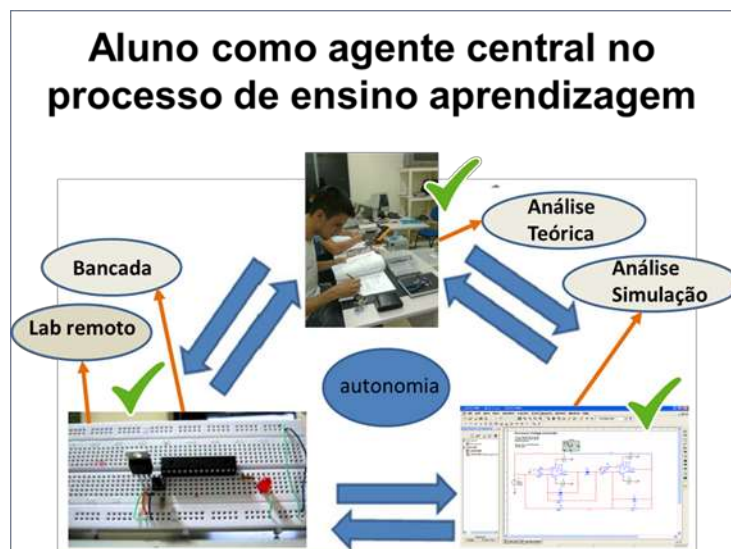 Aluno como agente central no
processo de ensino aprendizagem
Análise
Teórica
Bancada
Análise
Simulação
Lab remoto
autonomia